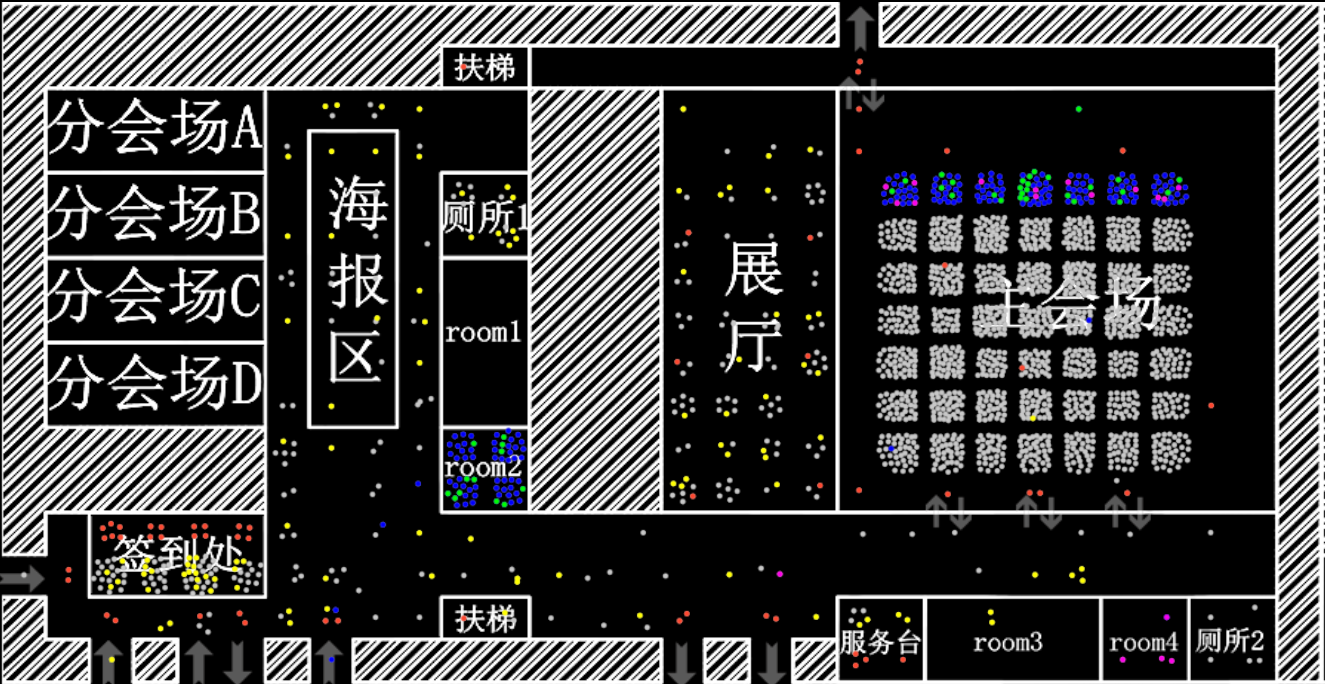 扶梯
分会场A
分会场B
分会场C
分会场D
海报区
厕所1
room1
room2
展厅
主会场
签到处
扶梯
服务台
room3
room4
厕所2